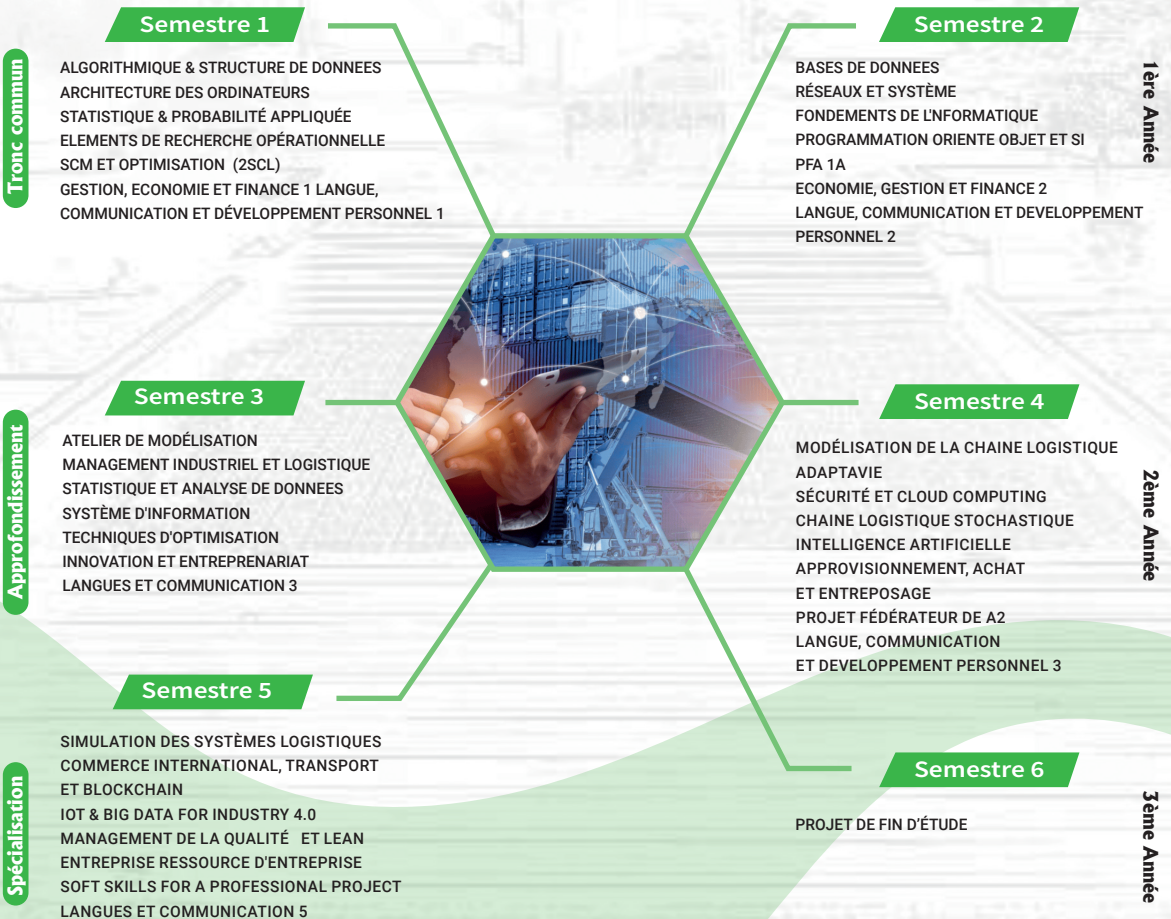 Semestre 1
Tronc commun
ALGORITHMIQUE & STRUCTURE DE DONNEES
ARCHITECTURE DES ORDINATEURS
STATISTIQUE & PROBABILITÉ APPLIQUÉE
ELEMENTS DE RECHERCHE OPÉRATIONNELLE
SCM ET OPTIMISATION (2SCL)
GESTION, ECONOMIE ET FINANCE 1 LANGUE,
COMMUNICATION ET DÉVELOPPEMENT PERSONNEL 1
Semestre 2
1ère Année
BASES DE DONNEES
RÉSEAUX ET SYSTÈME
FONDEMENTS DE L'NFORMATIQUE
PROGRAMMATION ORIENTE OBJET ET SI
PFA 1A
ECONOMIE, GESTION ET FINANCE 2
LANGUE, COMMUNICATION ET DEVELOPPEMENT
PERSONNEL 2
Semestre 3
Approfondissement
ATELIER DE MODÉLISATION
MANAGEMENT INDUSTRIEL ET LOGISTIQUE
STATISTIQUE ET ANALYSE DE DONNEES
SYSTÈME D'INFORMATION
TECHNIQUES D'OPTIMISATION
INNOVATION ET ENTREPRENARIAT
LANGUES ET COMMUNICATION 3
Semestre 4
2ème Année
MODÉLISATION DE LA CHAINE LOGISTIQUE
ADAPTAVIE
SÉCURITÉ ET CLOUD COMPUTING
CHAINE LOGISTIQUE STOCHASTIQUE
INTELLIGENCE ARTIFICIELLE
APPROVISIONNEMENT, ACHAT
ET ENTREPOSAGE
PROJET FÉDÉRATEUR DE A2
LANGUE, COMMUNICATION
ET DEVELOPPEMENT PERSONNEL 3
Semestre 5
Spécialisation
SIMULATION DES SYSTÈMES LOGISTIQUES
COMMERCE INTERNATIONAL, TRANSPORT
ET BLOCKCHAIN
IOT & BIG DATA FOR INDUSTRY 4.0
MANAGEMENT DE LA QUALITÉ ET LEAN
ENTREPRISE RESSOURCE D'ENTREPRISE
SOFT SKILLS FOR A PROFESSIONAL PROJECT
LANGUES ET COMMUNICATION 5
Semestre 6
3ème Année
PROJET DE FIN D'ÉTUDE